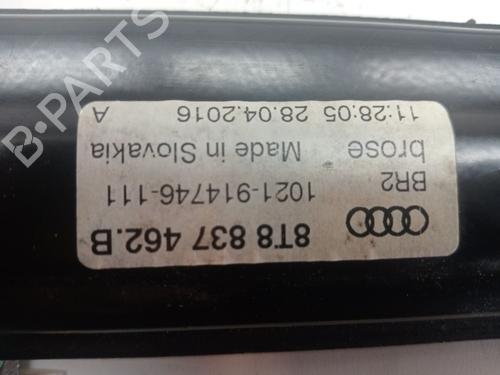 8T8 837 462.B
1021-914746-111
BR2
brose Made in Slovakia
11:28:05 28.04.2016 A
B-PARTS